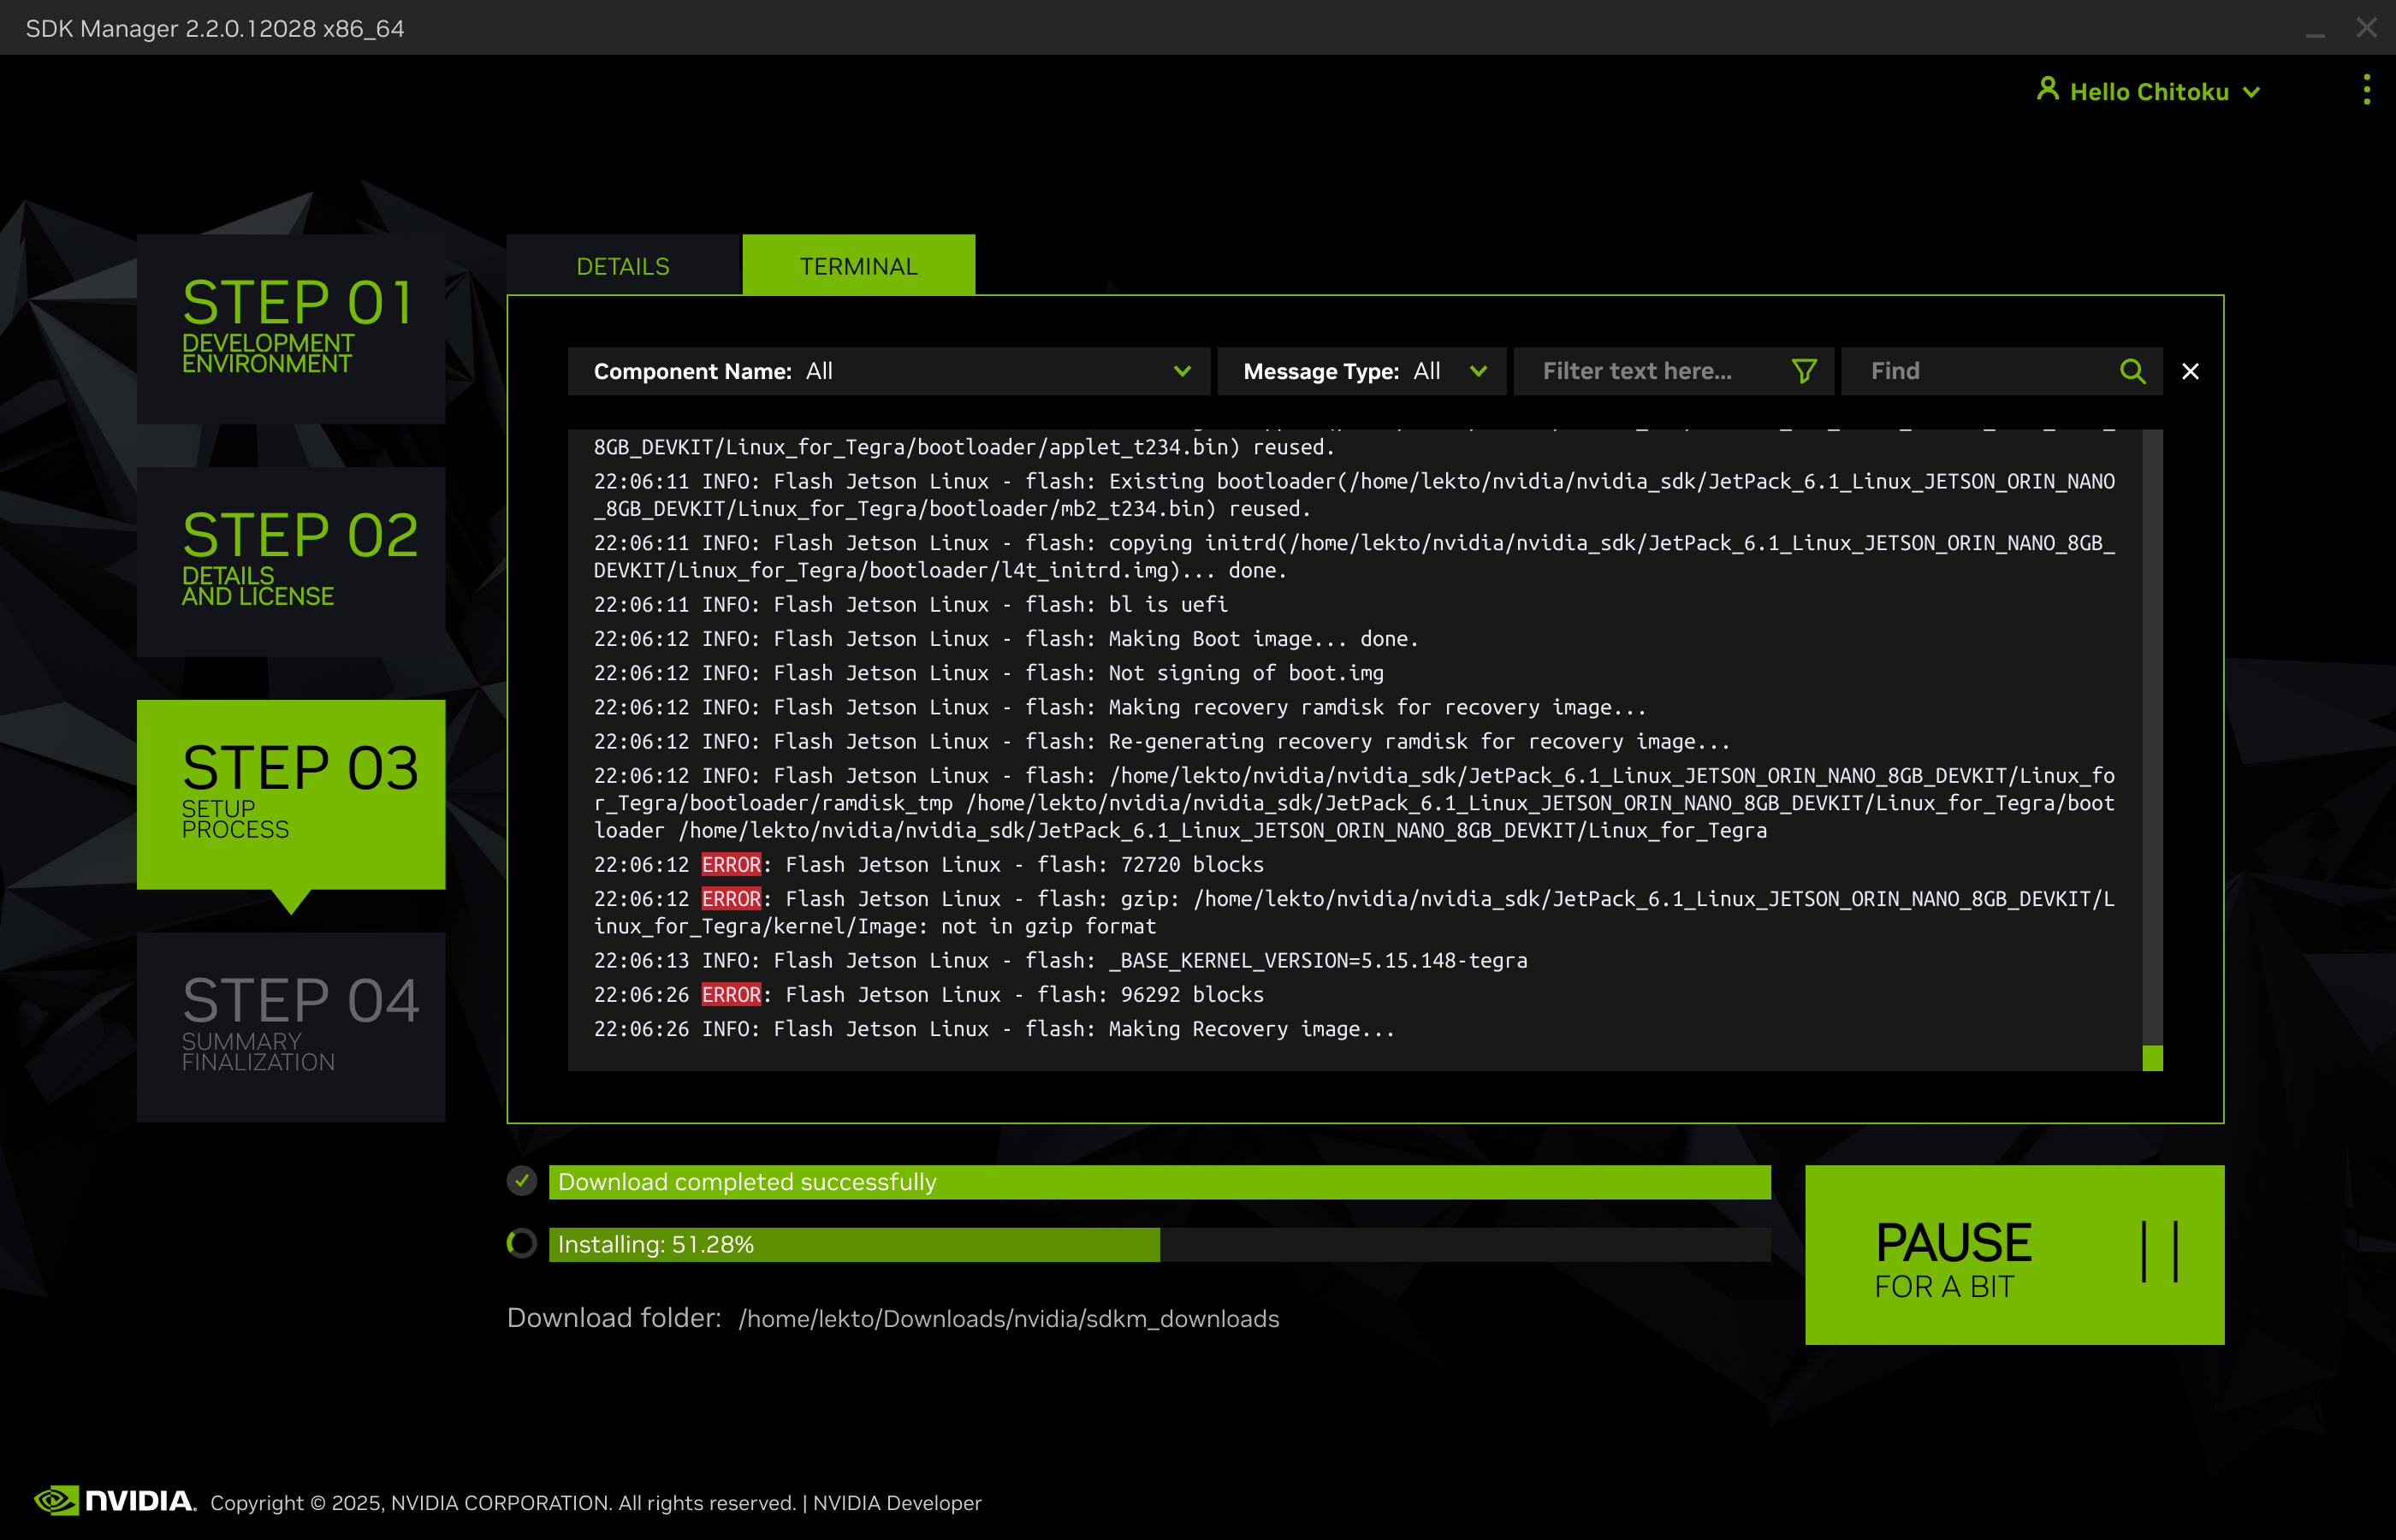 SDK Manager 2.2.0.12028 x86_64
Hello Chitoku
STEP 01
DEVELOPMENT
ENVIRONMENT
STEP 02
DETAILS
AND LICENSE
STEP 03
SETUP
PROCESS
STEP 04
SUMMARY
FINALIZATION
DETAILS
TERMINAL
Component Name: All
Message Type: All
Filter text here...
Find
8GB_DEVKIT/Linux_for_Tegra/bootloader/applet_t234.bin) reused.
22:06:11 INFO: Flash Jetson Linux - flash: Existing bootloader(/home/lekto/nvidia/nvidia_sdk/JetPack_6.1_Linux_JETSON_ORIN_NANO
_8GB_DEVKIT/Linux_for_Tegra/bootloader/mb2_t234.bin) reused.
22:06:11 INFO: Flash Jetson Linux - flash: copying initrd(/home/lekto/nvidia/nvidia_sdk/JetPack_6.1_Linux_JETSON_ORIN_NANO_8GB_
DEVKIT/Linux_for_Tegra/bootloader/l4t_initrd.img)... done.
22:06:11 INFO: Flash Jetson Linux - flash: bl is uefi
22:06:12 INFO: Flash Jetson Linux - flash: Making Boot image... done.
22:06:12 INFO: Flash Jetson Linux - flash: Not signing of boot.img
22:06:12 INFO: Flash Jetson Linux - flash: Making recovery ramdisk for recovery image...
22:06:12 INFO: Flash Jetson Linux - flash: Re-generating recovery ramdisk for recovery image...
22:06:12 INFO: Flash Jetson Linux - flash: /home/lekto/nvidia/nvidia_sdk/JetPack_6.1_Linux_JETSON_ORIN_NANO_8GB_DEVKIT/Linux_fo
r_Tegra/bootloader/ramdisk_tmp /home/lekto/nvidia/nvidia_sdk/JetPack_6.1_Linux_JETSON_ORIN_NANO_8GB_DEVKIT/Linux_for_Tegra/boot
loader /home/lekto/nvidia/nvidia_sdk/JetPack_6.1_Linux_JETSON_ORIN_NANO_8GB_DEVKIT/Linux_for_Tegra
22:06:12 ERROR: Flash Jetson Linux - flash: 72720 blocks
22:06:12 ERROR: Flash Jetson Linux - flash: gzip: /home/lekto/nvidia/nvidia_sdk/JetPack_6.1_Linux_JETSON_ORIN_NANO_8GB_DEVKIT/L
inux_for_Tegra/kernel/Image: not in gzip format
22:06:13 INFO: Flash Jetson Linux - flash: _BASE_KERNEL_VERSION=5.15.148-tegra
22:06:26 ERROR: Flash Jetson Linux - flash: 96292 blocks
22:06:26 INFO: Flash Jetson Linux - flash: Making Recovery image...
Download completed successfully
Installing: 51.28%
PAUSE
FOR A BIT
Download folder: /home/lekto/Downloads/nvidia/sdkm_downloads
NVIDIA. Copyright © 2025, NVIDIA CORPORATION. All rights reserved. | NVIDIA Developer